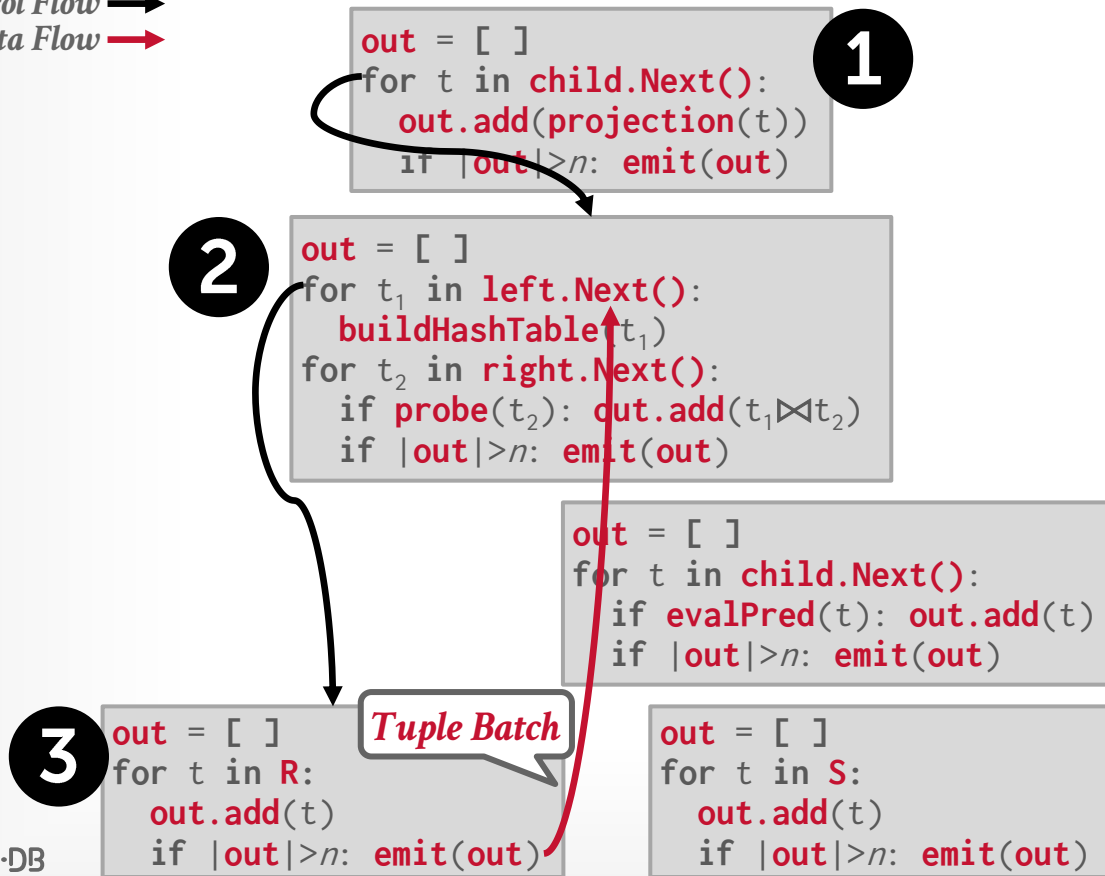 Flow
Flow
out = [ ]
for t in child.Next():
out.add(projection(t))
if |out|>n: emit(out)
1
2
out = [ ]
for t₁ in left.Next():
buildHashTable(t₁)
for t₂ in right.Next():
if probe(t₂): out.add(t₁⨝t₂)
if |out|>n: emit(out)
out = [ ]
for t in child.Next():
if evalPred(t): out.add(t)
if |out|>n: emit(out)
3
out = [ ]
for t in R:
out.add(t)
if |out|>n: emit(out)
Tuple Batch
out = [ ]
for t in S:
out.add(t)
if |out|>n: emit(out)
·DB